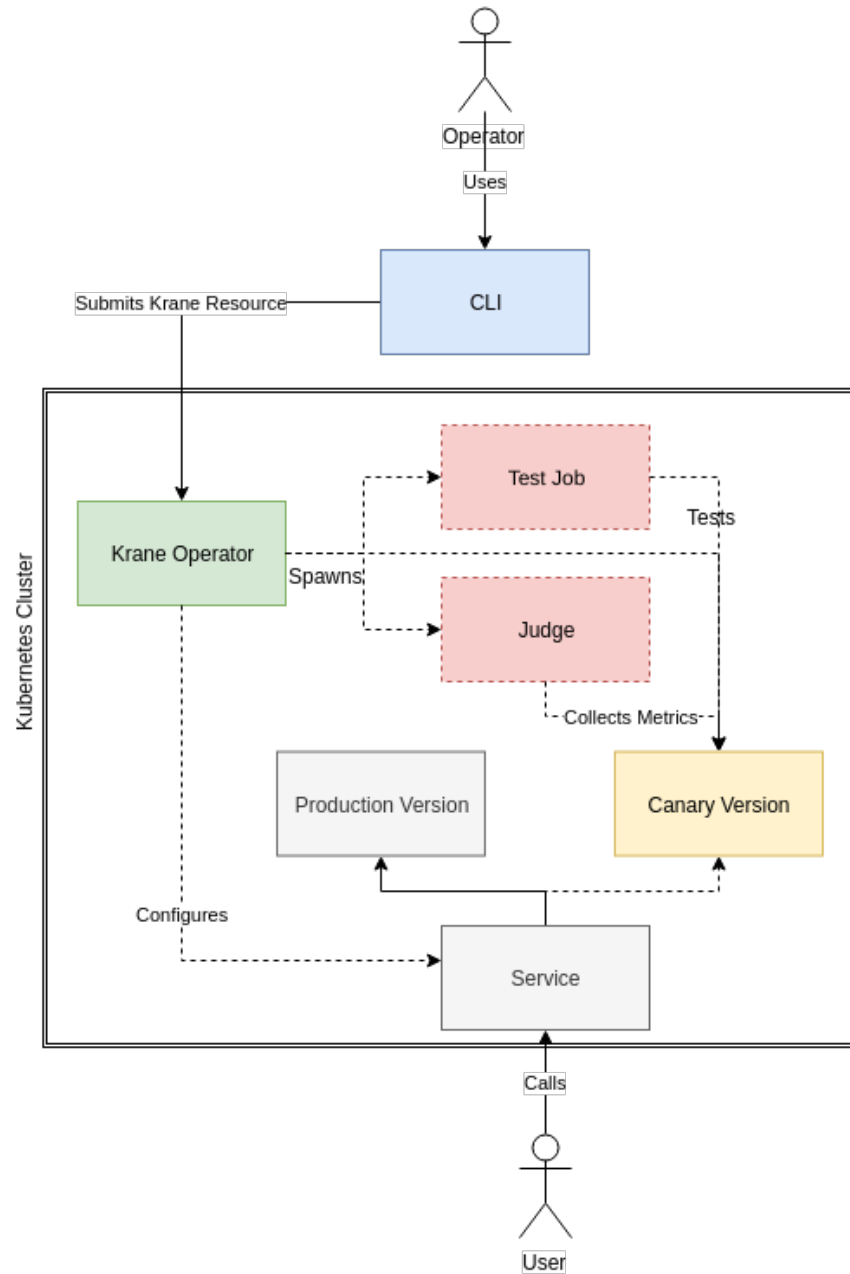 Operator
Uses
CLI
Submits Krane Resource
Kubernetes Cluster
Test Job
Tests
Krane Operator
Spawns
Judge
Collects Metrics
Production Version
Canary Version
Configures
Service
Calls
User